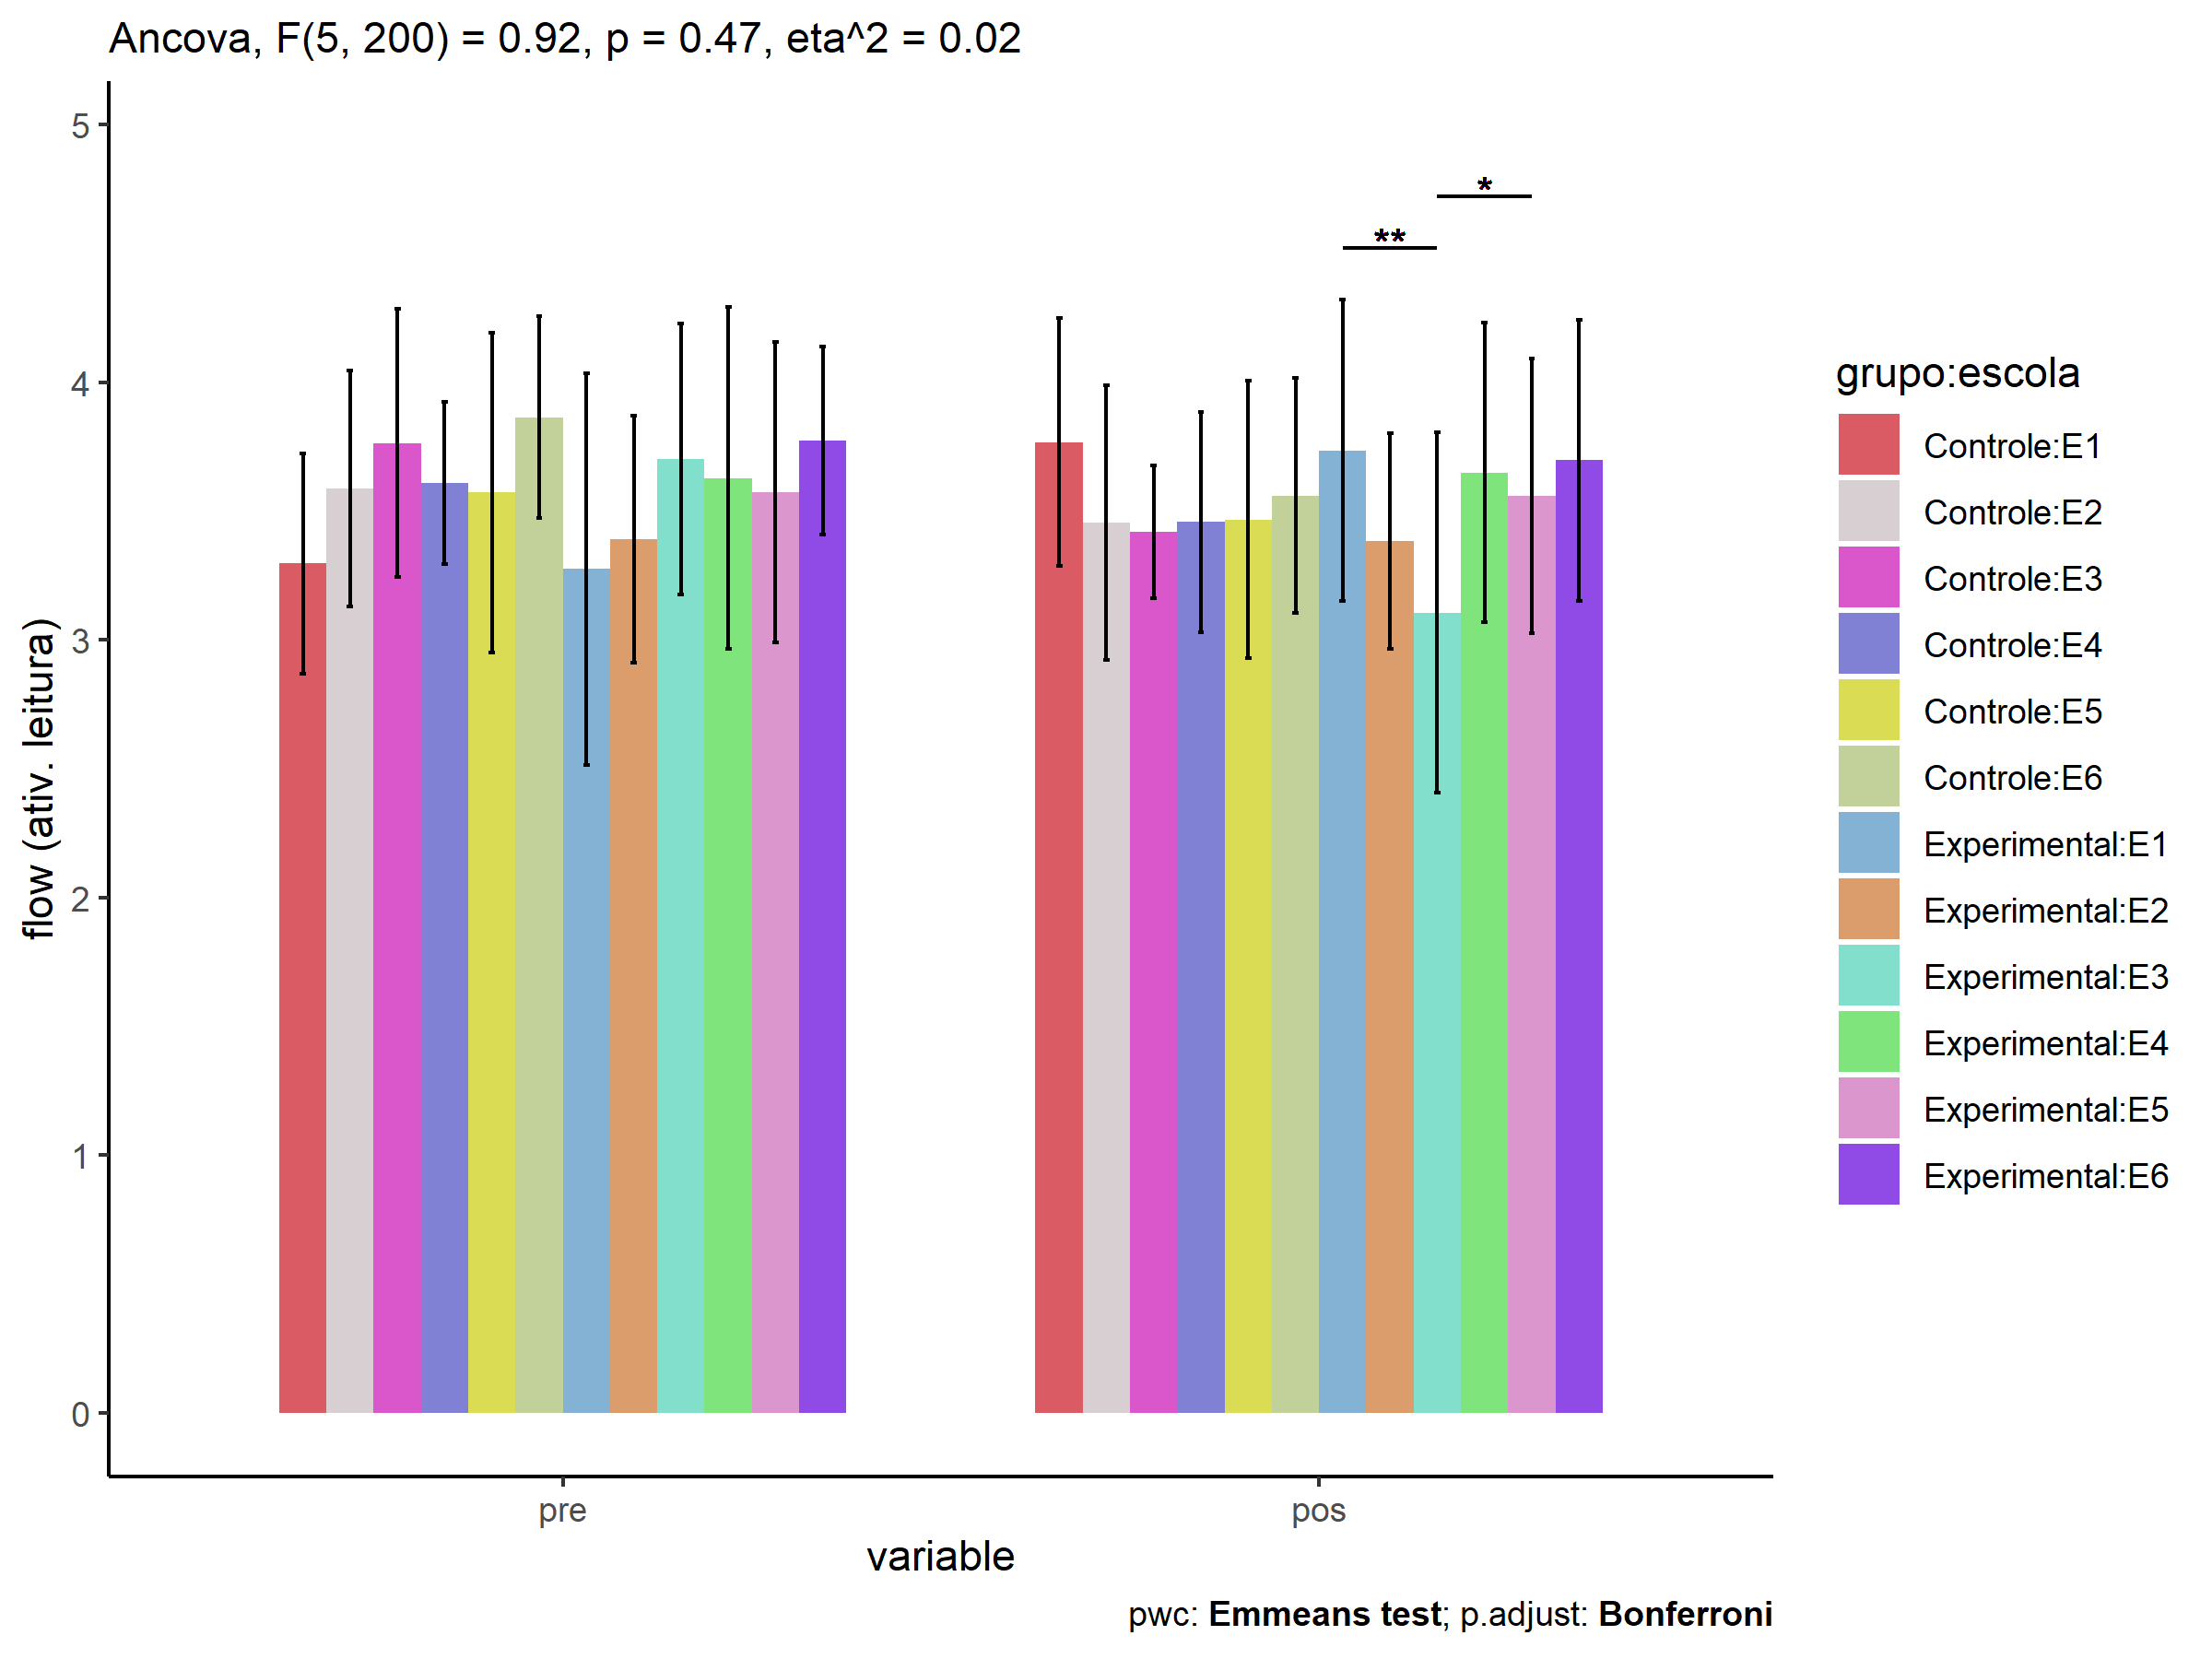 Ancova, F(5, 200) = 0.92, p = 0.47, eta^2 = 0.02
flow (ativ. leitura)
5
4
3
2
1
0
*
**
pre
pos
variable
grupo:escola
Controle:E1
Controle:E2
Controle:E3
Controle:E4
Controle:E5
Controle:E6
Experimental:E1
Experimental:E2
Experimental:E3
Experimental:E4
Experimental:E5
Experimental:E6
pwc: Emmeans test; p.adjust: Bonferroni